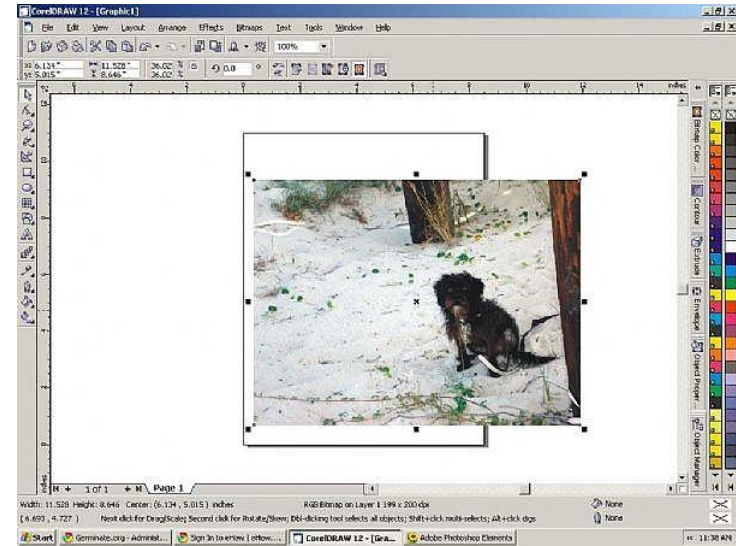 CorelDRAW 12 - [Graphic1]
File Edit View Layout Arrange Effects Bitmaps Text Tools Window Help
100%
x: 6.134" 11.528" 36.02 %
y: 5.015" 8.646" 36.02 %
0.0 °
inches
Bitmap Color ...
Contour
Extrude
Envelope
Object Proper...
Object Manager
1 of 1 Page 1
Width: 11.528 Height: 8.646 Center: (6.134 , 5.015 ) inches RGB Bitmap on Layer 1 199 x 200 dpi None
( 6.693 , 4.727 ) Next click for Drag/Scale; Second click for Rotate/Skew; Dbl-clicking tool selects all objects; Shift+click multi-selects; Alt+click digs None
Start Germinate.org - Administ... Sign In to eHow | eHow.... CorelDRAW 12 - [Gra... Adobe Photoshop Elements 11:38 AM